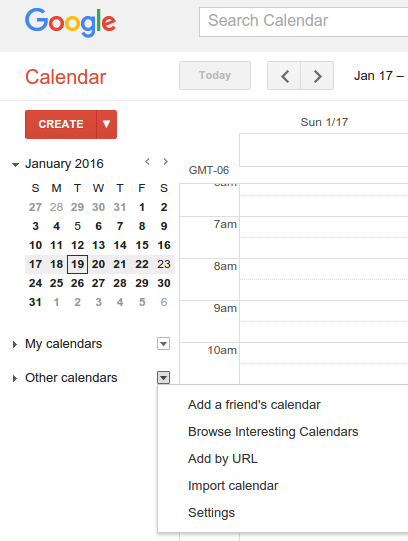 Google
Search Calendar
Calendar
Today
Jan 17 –
CREATE
Sun 1/17
January 2016
GMT-06
S M T W T F S
27 28 29 30 31 1 2
3 4 5 6 7 8 9
10 11 12 13 14 15 16
17 18 19 20 21 22 23
24 25 26 27 28 29 30
31 1 2 3 4 5 6
7am
8am
9am
10am
My calendars
Other calendars
Add a friend's calendar
Browse Interesting Calendars
Add by URL
Import calendar
Settings